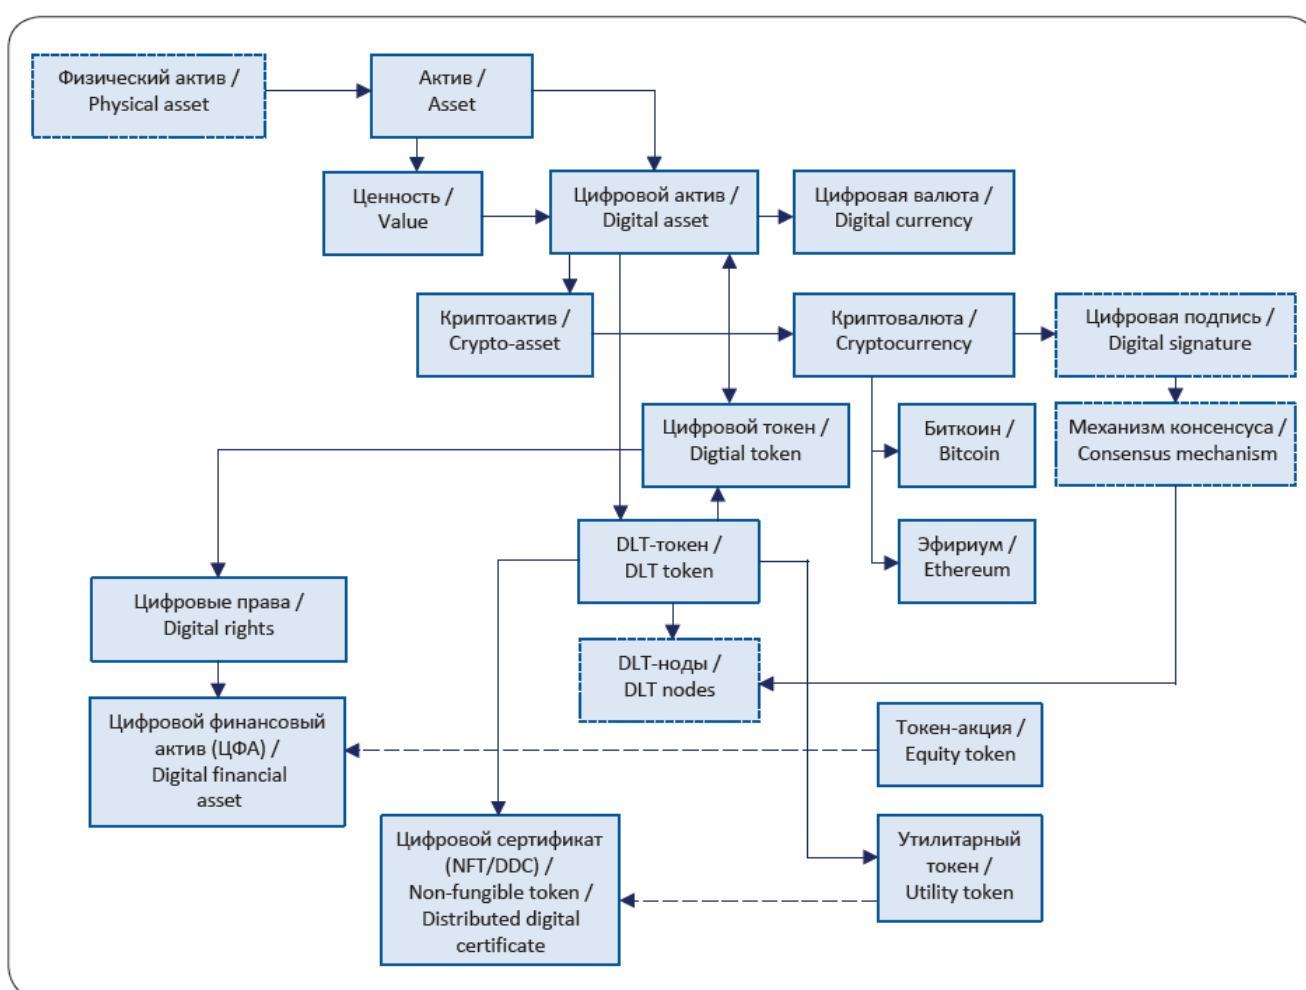 Физический актив /
Physical asset
Актив /
Asset
Ценность /
Value
Цифровой актив /
Digital asset
Цифровая валюта /
Digital currency
Криптоактив /
Crypto-asset
Криптовалюта /
Cryptocurrency
Цифровая подпись /
Digital signature
Цифровой токен /
Digtial token
Биткоин /
Bitcoin
Механизм консенсуса /
Consensus mechanism
DLT-токен /
DLT token
Эфириум /
Ethereum
Цифровые права /
Digital rights
DLT-ноды /
DLT nodes
Цифровой финансовый
актив (ЦФА) /
Digital financial
asset
Токен-акция /
Equity token
Цифровой сертификат
(NFT/DDC) /
Non-fungible token /
Distributed digital
certificate
Утилитарный
токен /
Utility token